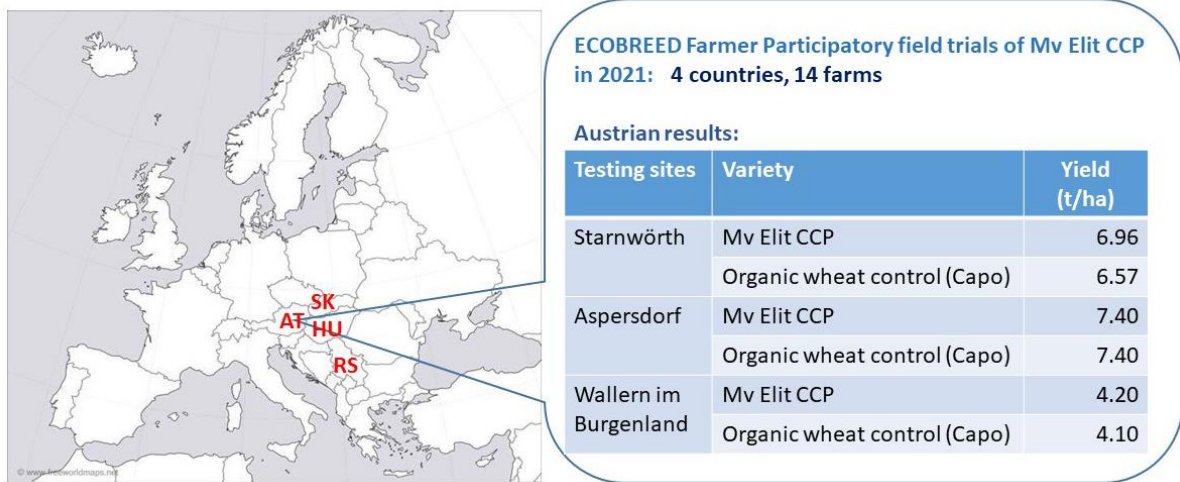 SK
AT
HU
RS
© www.freeworldmaps.net
ECOBREED Farmer Participatory field trials of Mv Elit CCP
in 2021: 4 countries, 14 farms
Austrian results:
Testing sites Variety Yield
(t/ha)
Starnwörth Mv Elit CCP 6.96
Organic wheat control (Capo) 6.57
Aspersdorf Mv Elit CCP 7.40
Organic wheat control (Capo) 7.40
Wallern im Mv Elit CCP 4.20
Burgenland Organic wheat control (Capo) 4.10